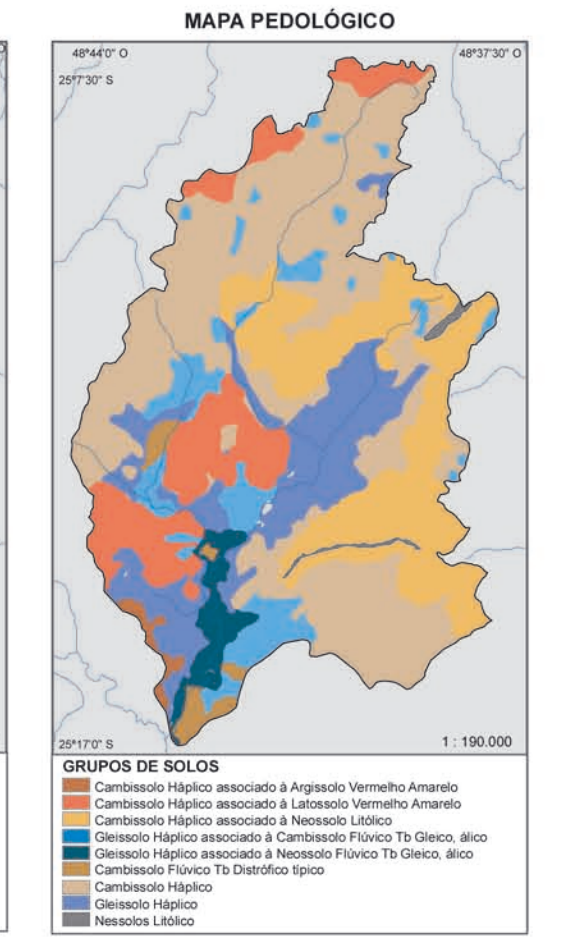 MAPA PEDOLÓGICO
48°44'0" O 48°37'30" O
25°7'30" S
25°17'0" S 1 : 190.000
GRUPOS DE SOLOS
Cambissolo Háplico associado à Argissolo Vermelho Amarelo
Cambissolo Háplico associado à Latossolo Vermelho Amarelo
Cambissolo Háplico associado à Neossolo Litólico
Gleissolo Háplico associado à Cambissolo Flúvico Tb Gleico, álico
Gleissolo Háplico associado à Neossolo Flúvico Tb Gleico, álico
Cambissolo Flúvico Tb Distrófico típico
Cambissolo Háplico
Gleissolo Háplico
Nessolos Litólico